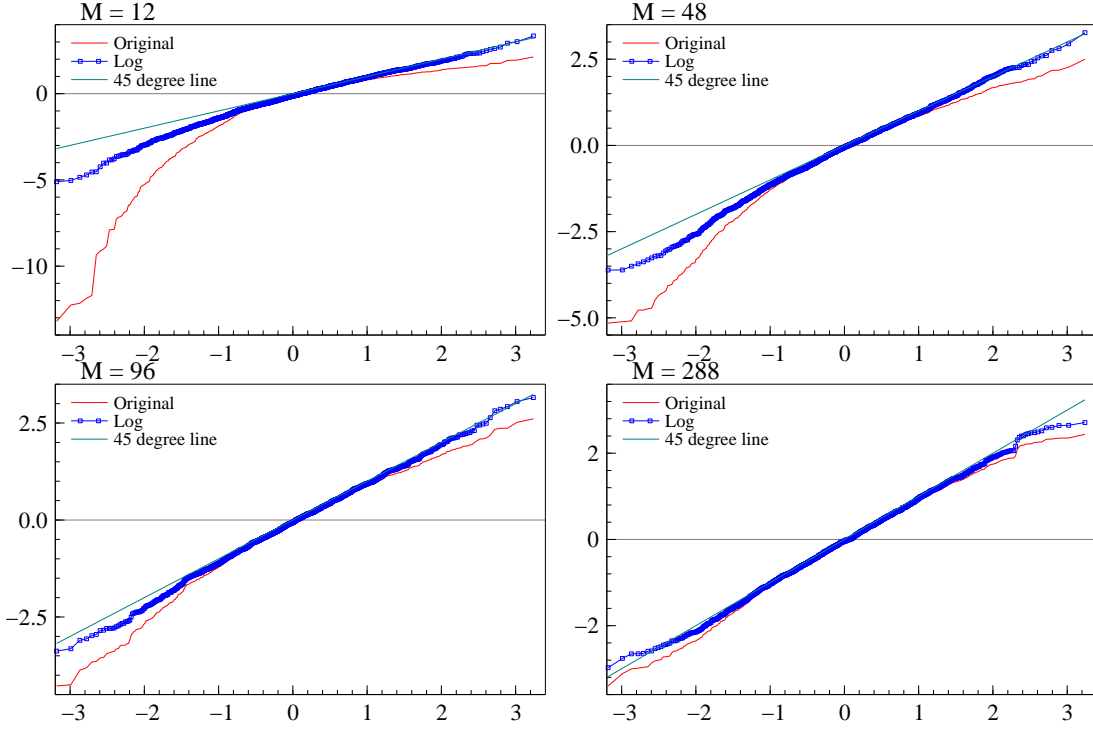 M = 12
Original
Log
45 degree line
0
−5
−10
−3 −2 −1 0 1 2 3
M = 48
Original
Log
45 degree line
2.5
0.0
−2.5
−5.0
−3 −2 −1 0 1 2 3
M = 96
Original
Log
45 degree line
2.5
0.0
−2.5
−3 −2 −1 0 1 2 3
M = 288
Original
Log
45 degree line
2
0
−2
−3 −2 −1 0 1 2 3